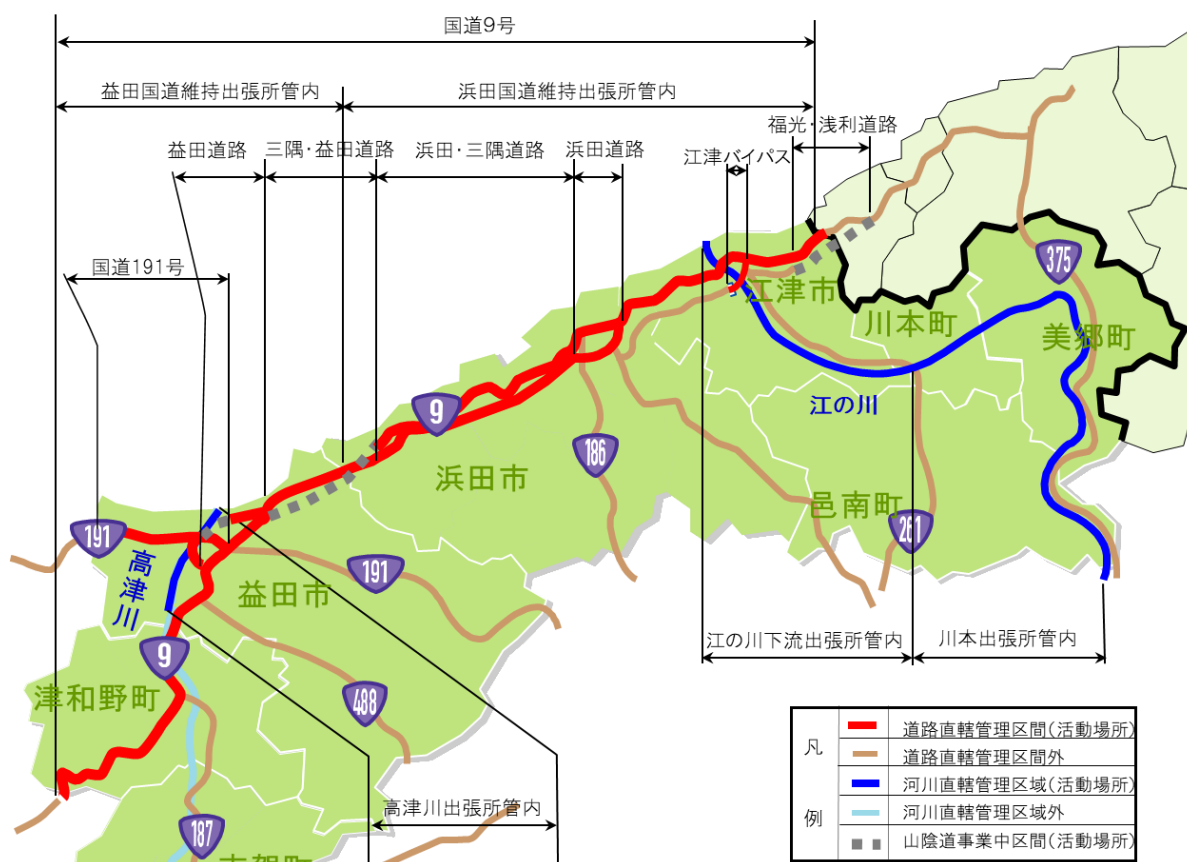 国道9号
益田国道維持出張所管内
浜田国道維持出張所管内
福光・浅利道路
益田道路
三隅・益田道路
浜田・三隅道路
浜田道路
江津バイパス
国道191号
375
江津市
川本町
美郷町
江の川
9
186
浜田市
邑南町
261
191
高津川
191
益田市
9
江の川下流出張所管内
川本出張所管内
津和野町
488
高津川出張所管内
187
凡例
道路直轄管理区間(活動場所)
道路直轄管理区間外
河川直轄管理区域(活動場所)
河川直轄管理区域外
山陰道事業中区間(活動場所)